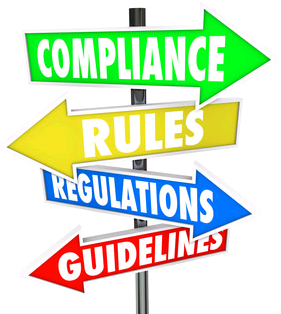 COMPLIANCE
RULES
REGULATIONS
GUIDELINES